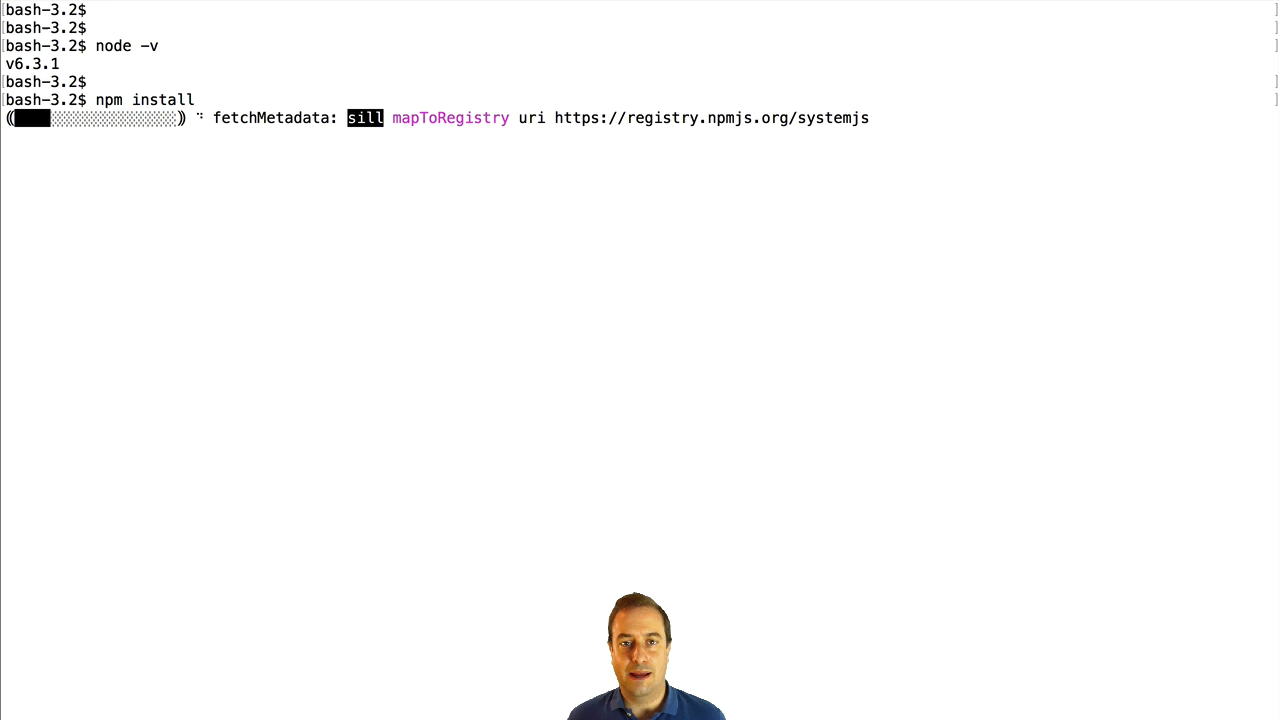 [bash-3.2$ ]
[bash-3.2$ ]
[bash-3.2$ node -v ]
v6.3.1
[bash-3.2$ ]
[bash-3.2$ npm install ]
(( ░░░░░░░░░░░░░░)) ⠙ fetchMetadata: sill mapToRegistry uri https://registry.npmjs.org/systemjs